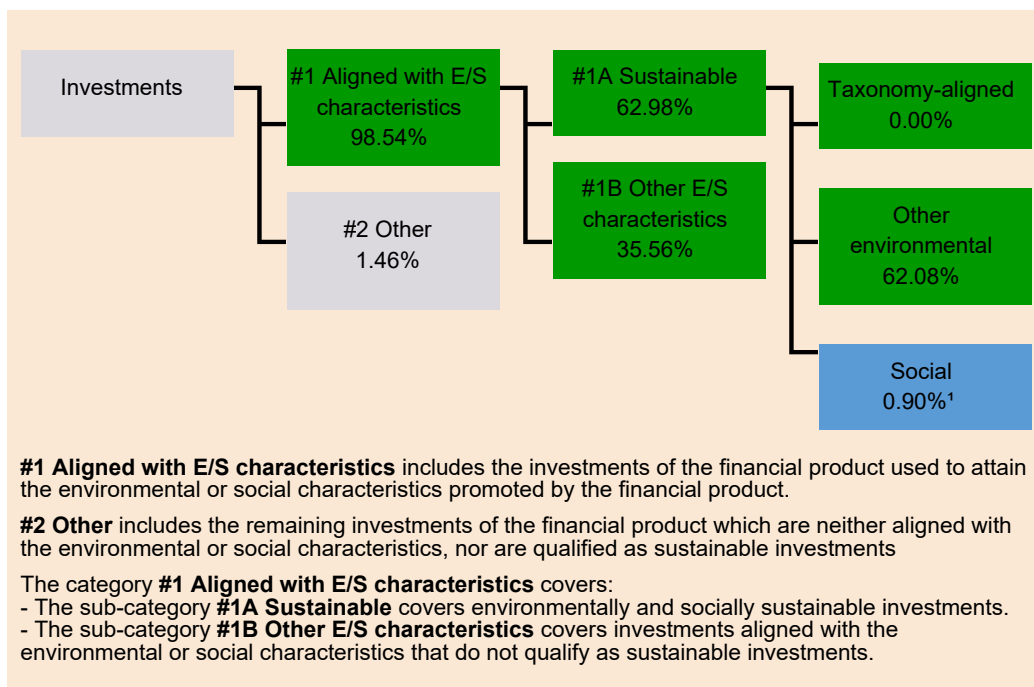 Investments
#1 Aligned with E/S
characteristics
98.54%
#2 Other
1.46%
#1A Sustainable
62.98%
#1B Other E/S
characteristics
35.56%
Taxonomy-aligned
0.00%
Other
environmental
62.08%
Social
0.90%¹
#1 Aligned with E/S characteristics includes the investments of the financial product used to attain
the environmental or social characteristics promoted by the financial product.
#2 Other includes the remaining investments of the financial product which are neither aligned with
the environmental or social characteristics, nor are qualified as sustainable investments
The category #1 Aligned with E/S characteristics covers:
- The sub-category #1A Sustainable covers environmentally and socially sustainable investments.
- The sub-category #1B Other E/S characteristics covers investments aligned with the
environmental or social characteristics that do not qualify as sustainable investments.